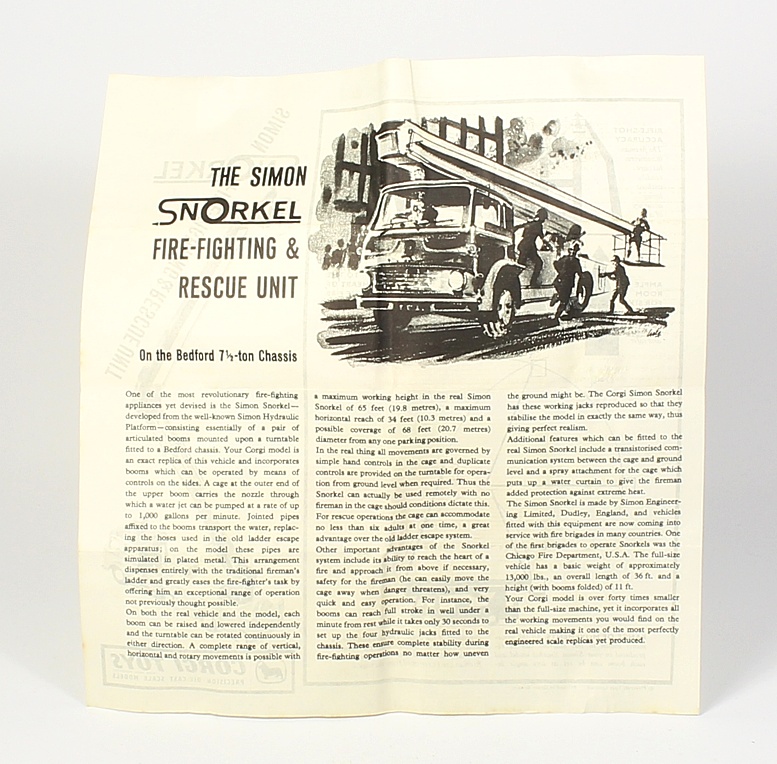 THE SIMON
SNORKEL
FIRE-FIGHTING &
RESCUE UNIT
On the Bedford 7½-ton Chassis
One of the most revolutionary fire-fighting
appliances yet devised is the Simon Snorkel—
developed from the well-known Simon Hydraulic
Platform—consisting essentially of a pair of
articulated booms mounted upon a turntable
fitted to a Bedford chassis. Your Corgi model is
an exact replica of this vehicle and incorporates
booms which can be operated by means of
controls on the sides. A cage at the outer end of
the upper boom carries the nozzle through
which a water jet can be pumped at a rate of up
to 1,000 gallons per minute. Jointed pipes
affixed to the booms transport the water, replac-
ing the hoses used in the old ladder escape
apparatus; on the model these pipes are
simulated in plated metal. This arrangement
dispenses entirely with the traditional fireman's
ladder and greatly eases the fire-fighter's task by
offering him an exceptional range of operation
not previously thought possible.
On both the real vehicle and the model, each
boom can be raised and lowered independently
and the turntable can be rotated continuously in
either direction. A complete range of vertical,
horizontal and rotary movements is possible with
a maximum working height in the real Simon
Snorkel of 65 feet (19.8 metres), a maximum
horizontal reach of 34 feet (10.3 metres) and a
possible coverage of 68 feet (20.7 metres)
diameter from any one parking position.
In the real thing all movements are governed by
simple hand controls in the cage and duplicate
controls are provided on the turntable for opera-
tion from ground level when required. Thus the
Snorkel can actually be used remotely with no
fireman in the cage should conditions dictate this.
For rescue operations the cage can accommodate
no less than six adults at one time, a great
advantage over the old ladder escape system.
Other important advantages of the Snorkel
system include its ability to reach the heart of a
fire and approach it from above if necessary,
safety for the fireman (he can easily move the
cage away when danger threatens), and very
quick and easy operation. For instance, the
booms can reach full stroke in well under a
minute from rest while it takes only 30 seconds to
set up the four hydraulic jacks fitted to the
chassis. These ensure complete stability during
fire-fighting operations no matter how uneven
the ground might be. The Corgi Simon Snorkel
has these working jacks reproduced so that they
stabilise the model in exactly the same way, thus
giving perfect realism.
Additional features which can be fitted to the
real Simon Snorkel include a transistorised com-
munication system between the cage and ground
level and a spray attachment for the cage which
puts up a water curtain to give the fireman
added protection against extreme heat.
The Simon Snorkel is made by Simon Engineer-
ing Limited, Dudley, England, and vehicles
fitted with this equipment are now coming into
service with fire brigades in many countries. One
of the first brigades to operate Snorkels was the
Chicago Fire Department, U.S.A. The full-size
vehicle has a basic weight of approximately
13,000 lbs., an overall length of 36 ft. and a
height (with booms folded) of 11 ft.
Your Corgi model is over forty times smaller
than the full-size machine, yet it incorporates all
the working movements you would find on the
real vehicle making it one of the most perfectly
engineered scale replicas yet produced.